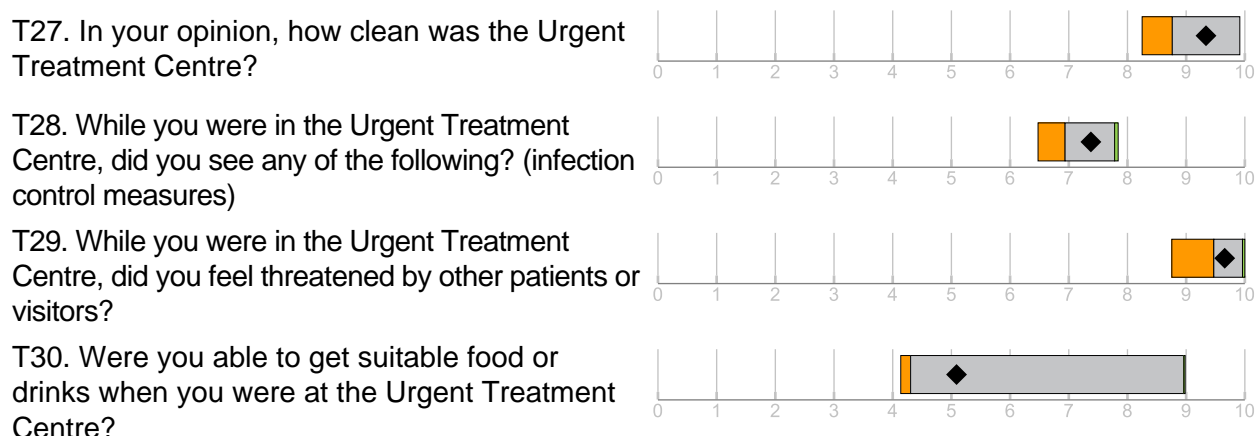 T27. In your opinion, how clean was the Urgent
Treatment Centre?
0 1 2 3 4 5 6 7 8 9 10
T28. While you were in the Urgent Treatment
Centre, did you see any of the following? (infection
control measures)
0 1 2 3 4 5 6 7 8 9 10
T29. While you were in the Urgent Treatment
Centre, did you feel threatened by other patients or
visitors?
0 1 2 3 4 5 6 7 8 9 10
T30. Were you able to get suitable food or
drinks when you were at the Urgent Treatment
Centre?
0 1 2 3 4 5 6 7 8 9 10